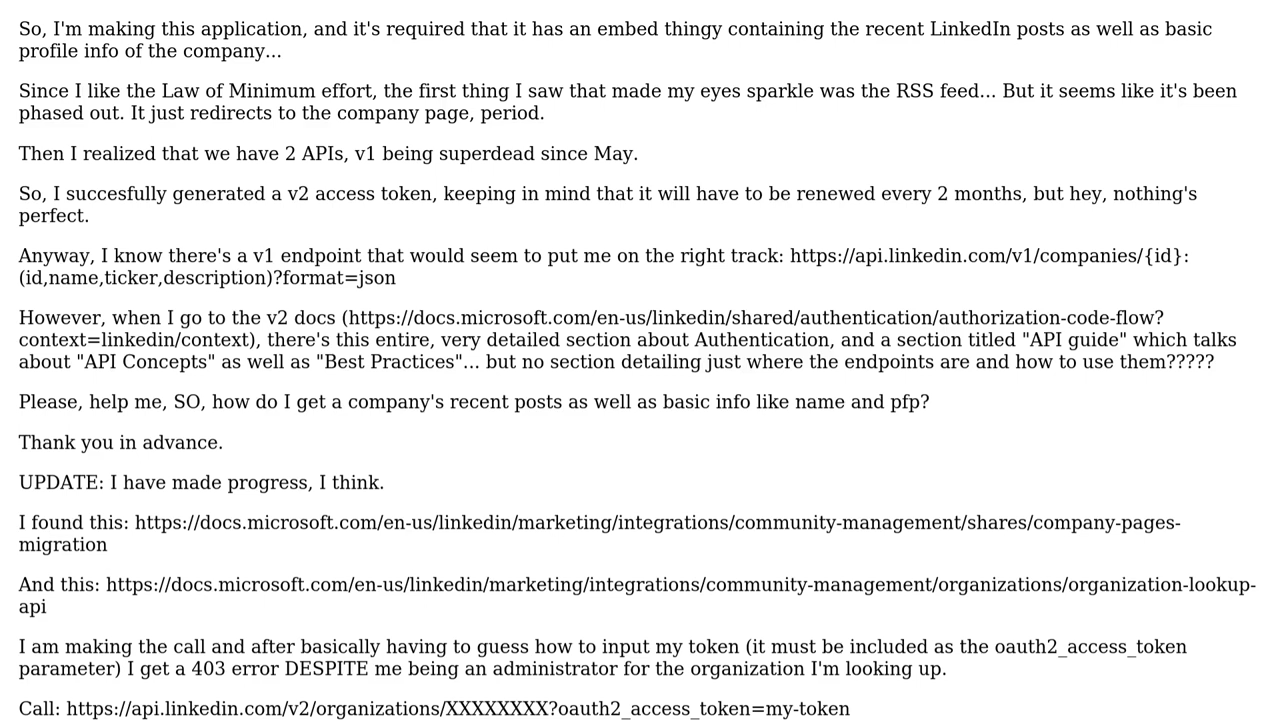 So, I'm making this application, and it's required that it has an embed thingy containing the recent LinkedIn posts as well as basic
profile info of the company...
Since I like the Law of Minimum effort, the first thing I saw that made my eyes sparkle was the RSS feed... But it seems like it's been
phased out. It just redirects to the company page, period.
Then I realized that we have 2 APIs, v1 being superdead since May.
So, I succesfully generated a v2 access token, keeping in mind that it will have to be renewed every 2 months, but hey, nothing's
perfect.
Anyway, I know there's a v1 endpoint that would seem to put me on the right track: https://api.linkedin.com/v1/companies/{id}:
(id,name,ticker,description)?format=json
However, when I go to the v2 docs (https://docs.microsoft.com/en-us/linkedin/shared/authentication/authorization-code-flow?
context=linkedin/context), there's this entire, very detailed section about Authentication, and a section titled "API guide" which talks
about "API Concepts" as well as "Best Practices"... but no section detailing just where the endpoints are and how to use them?????
Please, help me, SO, how do I get a company's recent posts as well as basic info like name and pfp?
Thank you in advance.
UPDATE: I have made progress, I think.
I found this: https://docs.microsoft.com/en-us/linkedin/marketing/integrations/community-management/shares/company-pages-
migration
And this: https://docs.microsoft.com/en-us/linkedin/marketing/integrations/community-management/organizations/organization-lookup-
api
I am making the call and after basically having to guess how to input my token (it must be included as the oauth2_access_token
parameter) I get a 403 error DESPITE me being an administrator for the organization I'm looking up.
Call: https://api.linkedin.com/v2/organizations/XXXXXXXX?oauth2_access_token=my-token